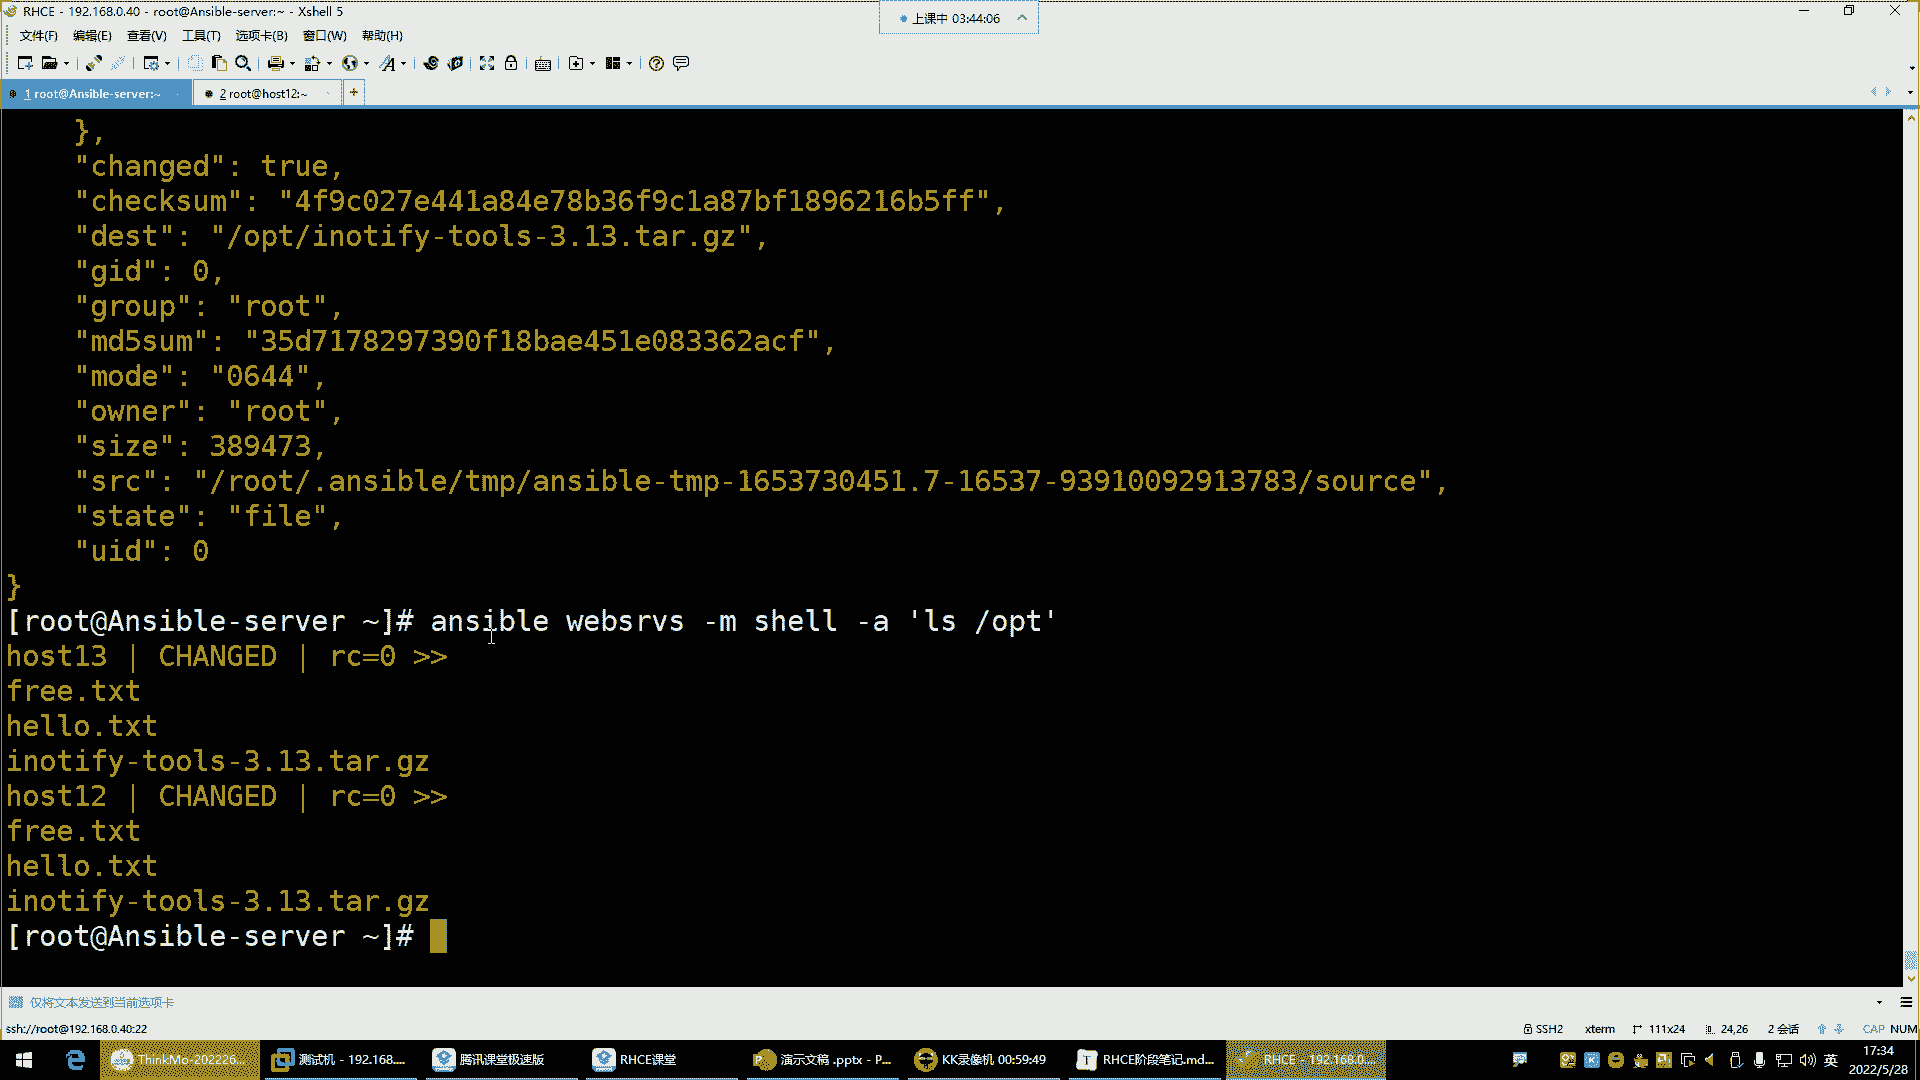 RHCE - 192.168.0.40 - root@Ansible-server:~ - Xshell 5
上课中 03:44:06
文件(F) 编辑(E) 查看(V) 工具(T) 选项卡(B) 窗口(W) 帮助(H)
1 root@Ansible-server:~
2 root@host12:~
},
"changed": true,
"checksum": "4f9c027e441a84e78b36f9c1a87bf1896216b5ff",
"dest": "/opt/inotify-tools-3.13.tar.gz",
"gid": 0,
"group": "root",
"md5sum": "35d7178297390f18bae451e083362acf",
"mode": "0644",
"owner": "root",
"size": 389473,
"src": "/root/.ansible/tmp/ansible-tmp-1653730451.7-16537-93910092913783/source",
"state": "file",
"uid": 0
}
[root@Ansible-server ~]# ansible websrvs -m shell -a 'ls /opt'
host13 | CHANGED | rc=0 >>
free.txt
hello.txt
inotify-tools-3.13.tar.gz
host12 | CHANGED | rc=0 >>
free.txt
hello.txt
inotify-tools-3.13.tar.gz
[root@Ansible-server ~]#
仅将文本发送到当前选项卡
ssh://root@192.168.0.40:22
SSH2 xterm 111x24 24,26 2 会话 CAP NUM
ThinkMo-202226...
测试机 - 192.168....
腾讯课堂极速版
RHCE课堂
演示文稿 .pptx - P...
KK录像机 00:59:49
RHCE阶段笔记.md...
RHCE - 192.168.0....
英
17:34
2022/5/28